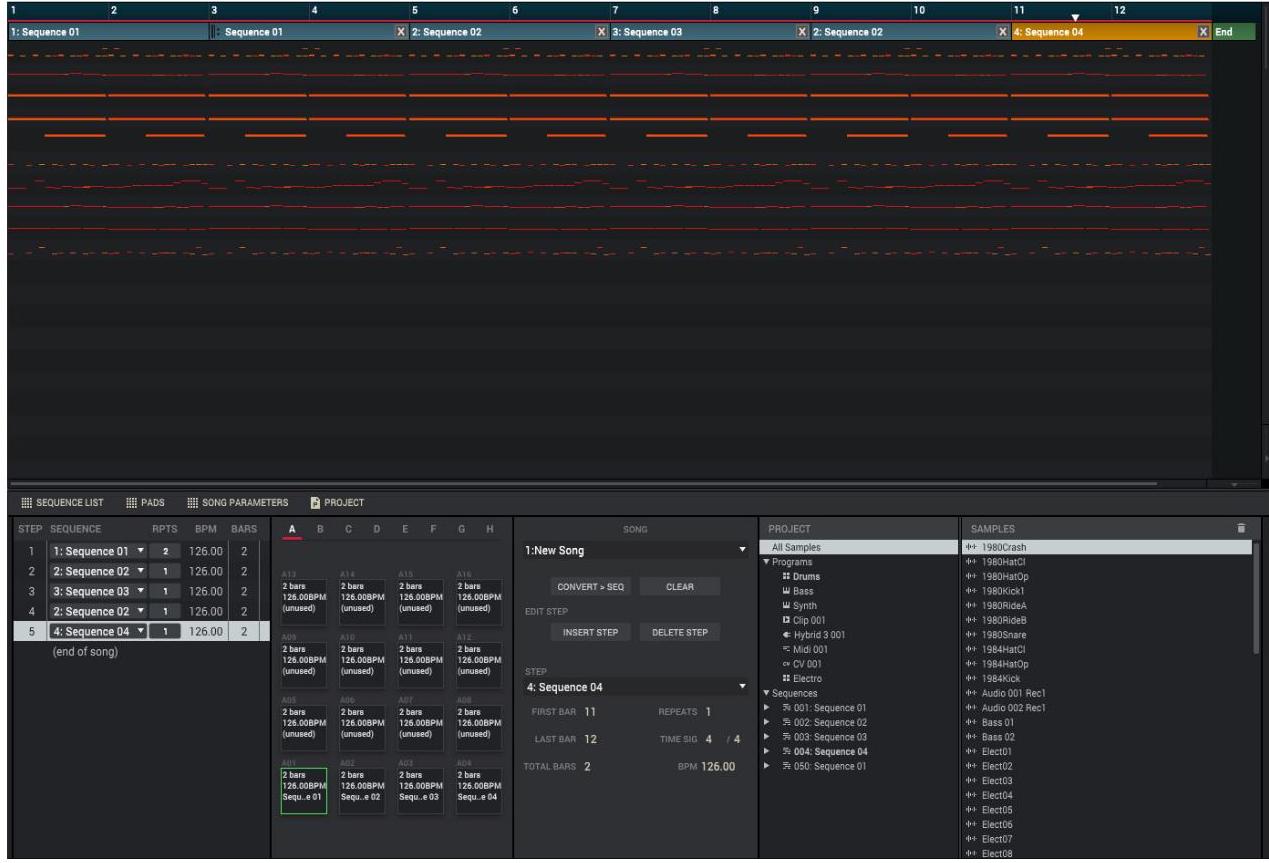 1 2 3 4 5 6 7 8 9 10 11 12
1: Sequence 01 Sequence 01 X 2: Sequence 02 X 3: Sequence 03 X 2: Sequence 02 X 4: Sequence 04 X End
SEQUENCE LIST PADS SONG PARAMETERS PROJECT
STEP SEQUENCE RPTS BPM BARS
1 1: Sequence 01 2 126.00 2
2 2: Sequence 02 1 126.00 2
3 3: Sequence 03 1 126.00 2
4 2: Sequence 02 1 126.00 2
5 4: Sequence 04 1 126.00 2
(end of song)
A B C D E F G H
A13 A14 A15 A16
2 bars 2 bars 2 bars 2 bars
126.00BPM 126.00BPM 126.00BPM 126.00BPM
(unused) (unused) (unused) (unused)
A09 A10 A11 A12
2 bars 2 bars 2 bars 2 bars
126.00BPM 126.00BPM 126.00BPM 126.00BPM
(unused) (unused) (unused) (unused)
A05 A06 A07 A08
2 bars 2 bars 2 bars 2 bars
126.00BPM 126.00BPM 126.00BPM 126.00BPM
(unused) (unused) (unused) (unused)
A01 A02 A03 A04
2 bars 2 bars 2 bars 2 bars
126.00BPM 126.00BPM 126.00BPM 126.00BPM
Sequ..e 01 Sequ..e 02 Sequ..e 03 Sequ..e 04
SONG
1:New Song
CONVERT > SEQ CLEAR
EDIT STEP
INSERT STEP DELETE STEP
STEP
4: Sequence 04
FIRST BAR 11 REPEATS 1
LAST BAR 12 TIME SIG 4 / 4
TOTAL BARS 2 BPM 126.00
PROJECT
All Samples
Programs
Drums
Bass
Synth
Clip 001
Hybrid 3 001
Midi 001
CV CV 001
Electro
Sequences
001: Sequence 01
002: Sequence 02
003: Sequence 03
004: Sequence 04
050: Sequence 01
SAMPLES
1980Crash
1980HatCl
1980HatOp
1980Kick1
1980RideA
1980RideB
1980Snare
1984HatCl
1984HatOp
1984Kick
Audio 001 Rec1
Audio 002 Rec1
Bass 01
Bass 02
Elect01
Elect02
Elect03
Elect04
Elect05
Elect06
Elect07
Elect08